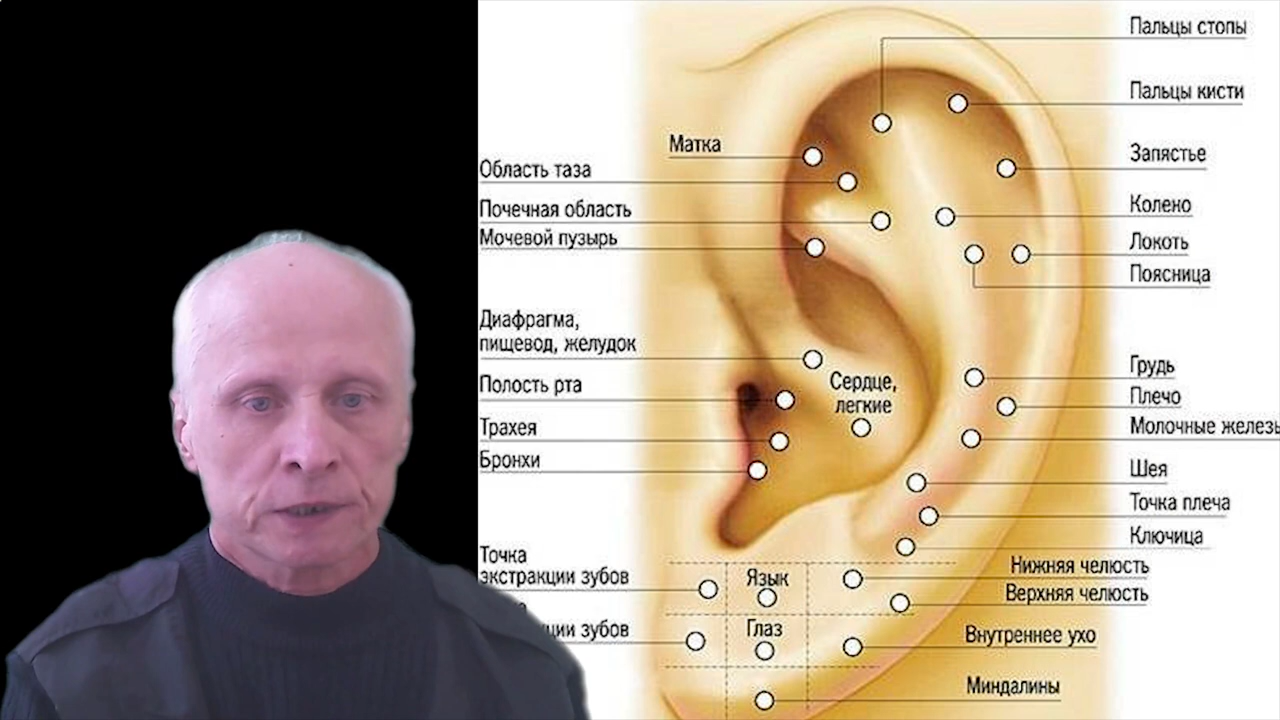 Пальцы стопы
Пальцы кисти
Матка
Запястье
Область таза
Колено
Почечная область
Мочевой пузырь
Локоть
Поясница
Диафрагма,
пищевод, желудок
Грудь
Сердце,
легкие
Полость рта
Плечо
Трахея
Молочные железы
Бронхи
Шея
Точка плеча
Ключица
Точка
экстракции зубов
Язык
Нижняя челюсть
Верхняя челюсть
зубов
Глаз
Внутреннее ухо
Миндалины